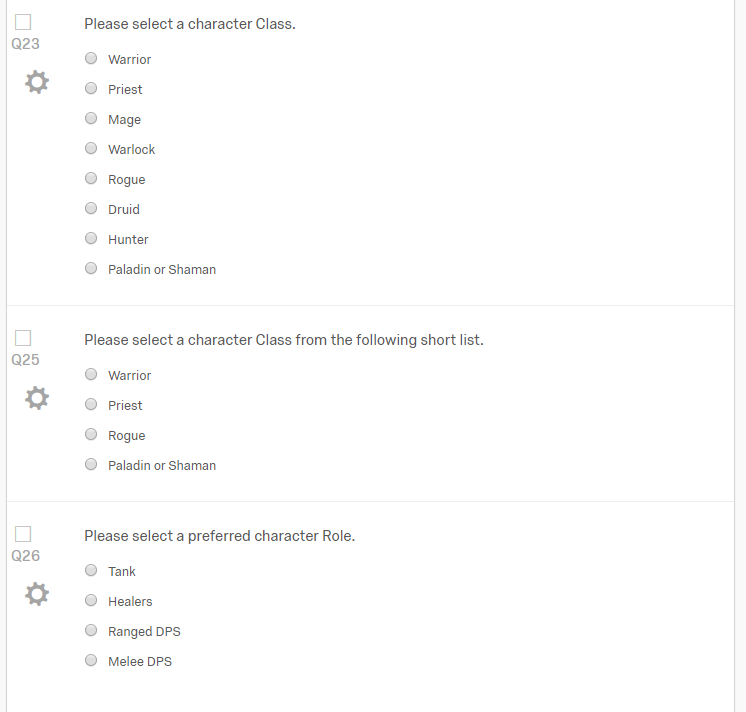 Q23
Please select a character Class.
Warrior
Priest
Mage
Warlock
Rogue
Druid
Hunter
Paladin or Shaman
Q25
Please select a character Class from the following short list.
Warrior
Priest
Rogue
Paladin or Shaman
Q26
Please select a preferred character Role.
Tank
Healers
Ranged DPS
Melee DPS